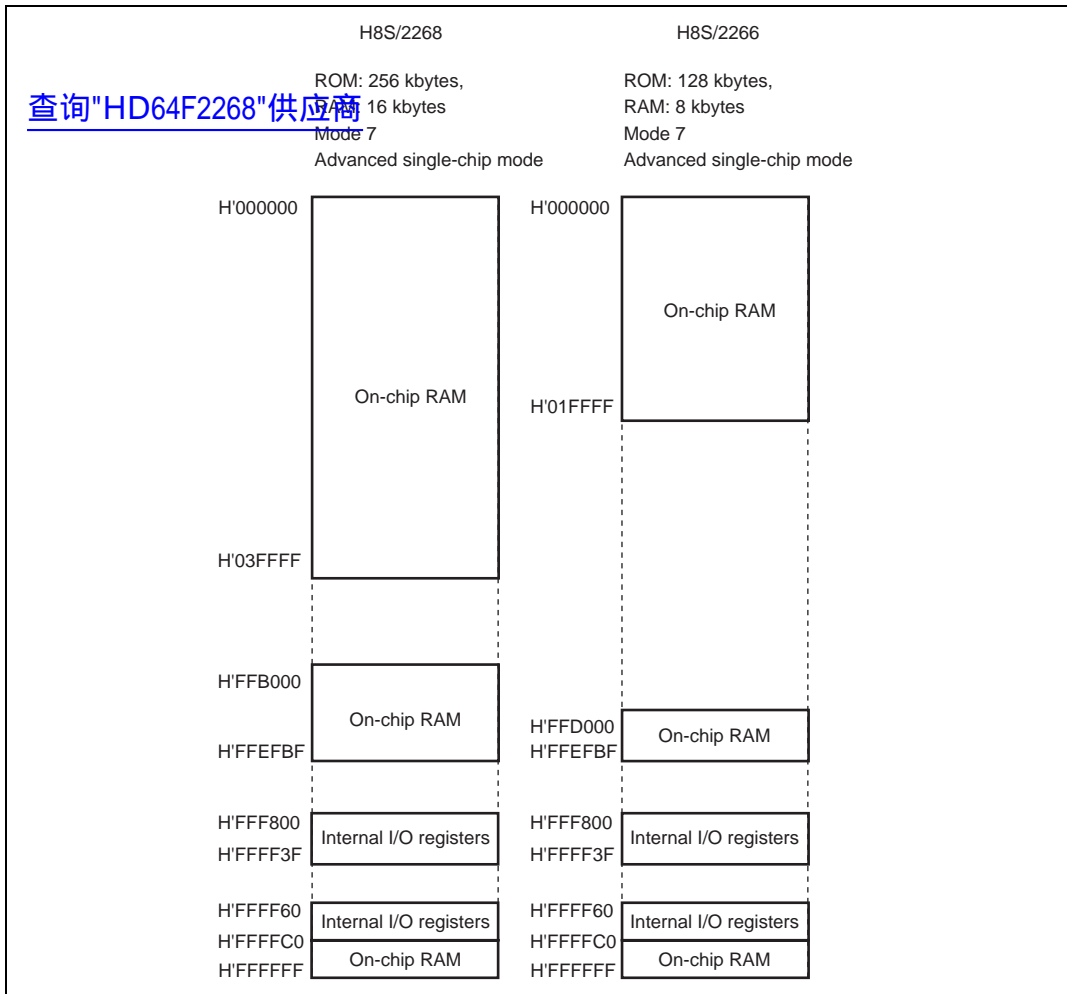 H8S/2268
ROM: 256 kbytes,
RAM: 16 kbytes
Mode 7
Advanced single-chip mode
查询"HD64F2268"供应商
H'000000
On-chip RAM
H'03FFFF
H'FFB000
On-chip RAM
H'FFEFBF
H'FFF800
Internal I/O registers
H'FFFF3F
H'FFFF60
Internal I/O registers
H'FFFFC0
On-chip RAM
H'FFFFFF
H8S/2266
ROM: 128 kbytes,
RAM: 8 kbytes
Mode 7
Advanced single-chip mode
H'000000
On-chip RAM
H'01FFFF
H'FFD000
On-chip RAM
H'FFEFBF
H'FFF800
Internal I/O registers
H'FFFF3F
H'FFFF60
Internal I/O registers
H'FFFFC0
On-chip RAM
H'FFFFFF